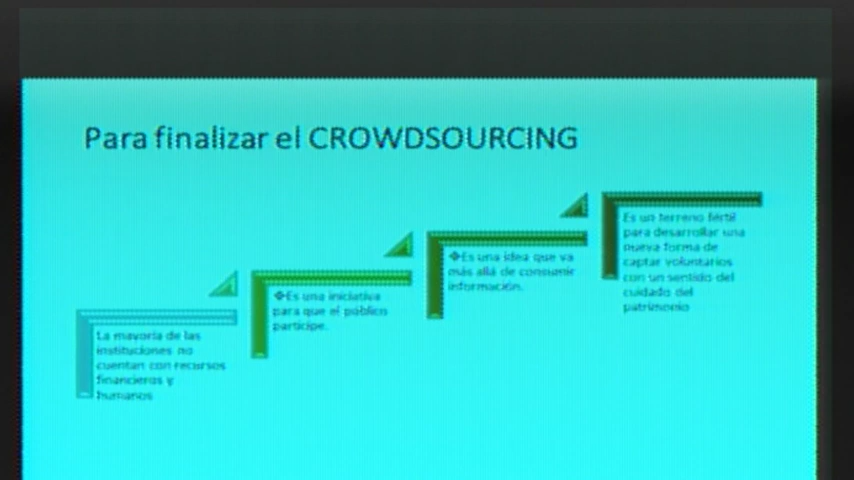 Para finalizar el CROWDSOURCING
La mayoría de las
instituciones no
cuentan con recursos
financieros y
humanos
❖Es una iniciativa
para que el público
participe.
❖Es una idea que va
más allá de consumir
información.
Es un terreno fértil
para desarrollar una
nueva forma de
captar voluntarios
con un sentido del
cuidado del
patrimonio